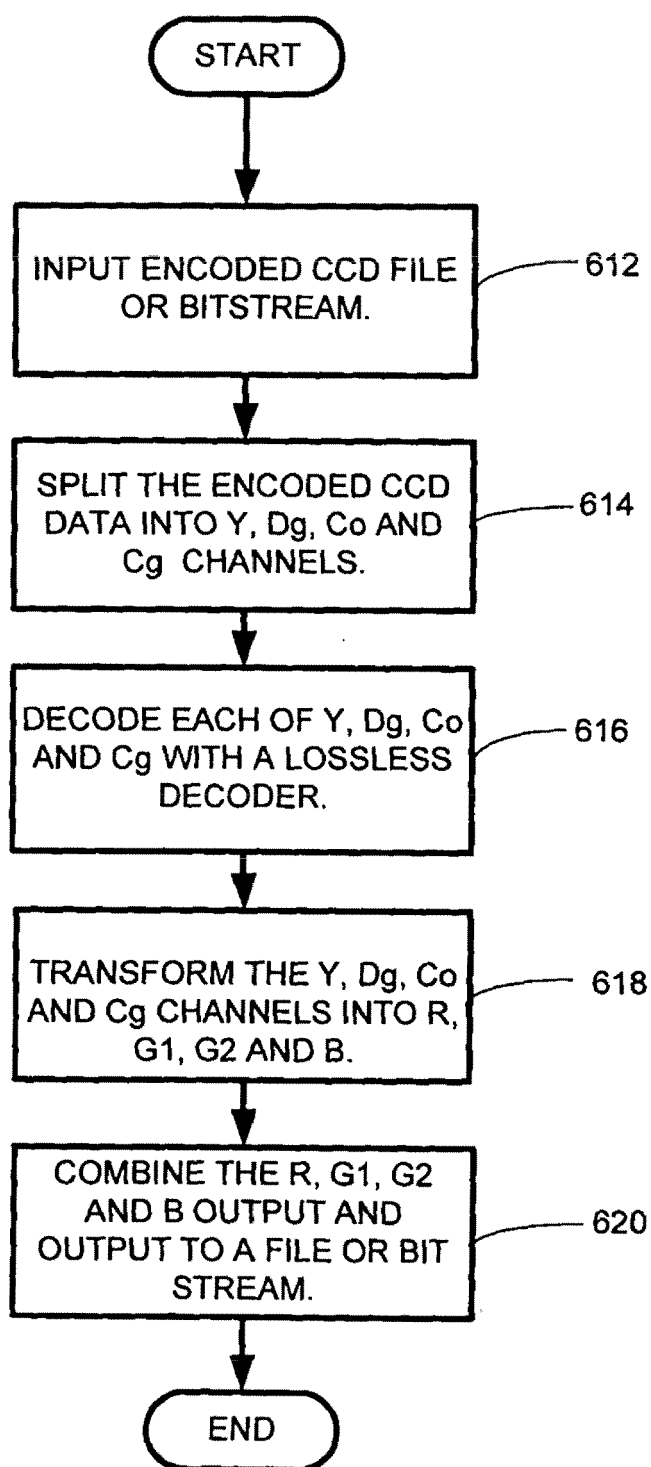 START
INPUT ENCODED CCD FILE
OR BITSTREAM.
612
SPLIT THE ENCODED CCD
DATA INTO Y, Dg, Co AND
Cg CHANNELS.
614
DECODE EACH OF Y, Dg, Co
AND Cg WITH A LOSSLESS
DECODER.
616
TRANSFORM THE Y, Dg, Co
AND Cg CHANNELS INTO R,
G1, G2 AND B.
618
COMBINE THE R, G1, G2
AND B OUTPUT AND
OUTPUT TO A FILE OR BIT
STREAM.
620
END